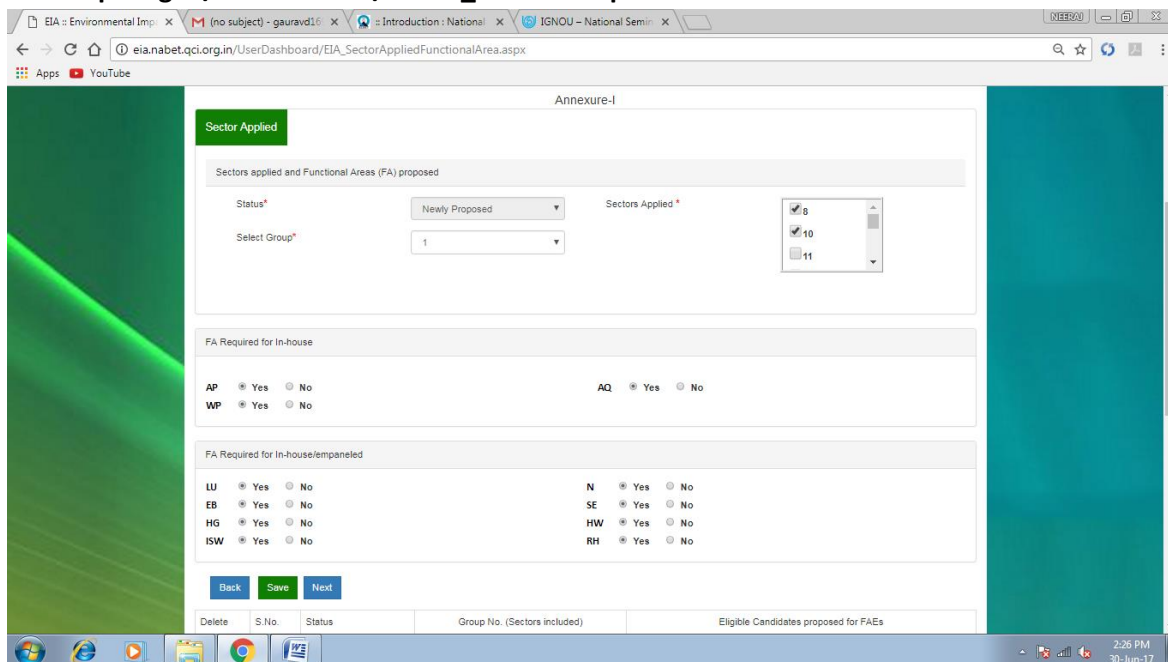 EIA :: Environmental Imp
M (no subject) - gauravd16
:: Introduction : National
IGNOU – National Semin
NEERAJ
eia.nabet.qci.org.in/UserDashboard/EIA_SectorAppliedFunctionalArea.aspx
Apps YouTube
Annexure-I
Sector Applied
Sectors applied and Functional Areas (FA) proposed
Status* Newly Proposed Sectors Applied *
8
10
11
Select Group* 1
FA Required for In-house
AP Yes No AQ Yes No
WP Yes No
FA Required for In-house/empaneled
LU Yes No N Yes No
EB Yes No SE Yes No
HG Yes No HW Yes No
ISW Yes No RH Yes No
Back Save Next
Delete S.No. Status Group No. (Sectors included) Eligible Candidates proposed for FAEs
2:26 PM
30-Jun-17